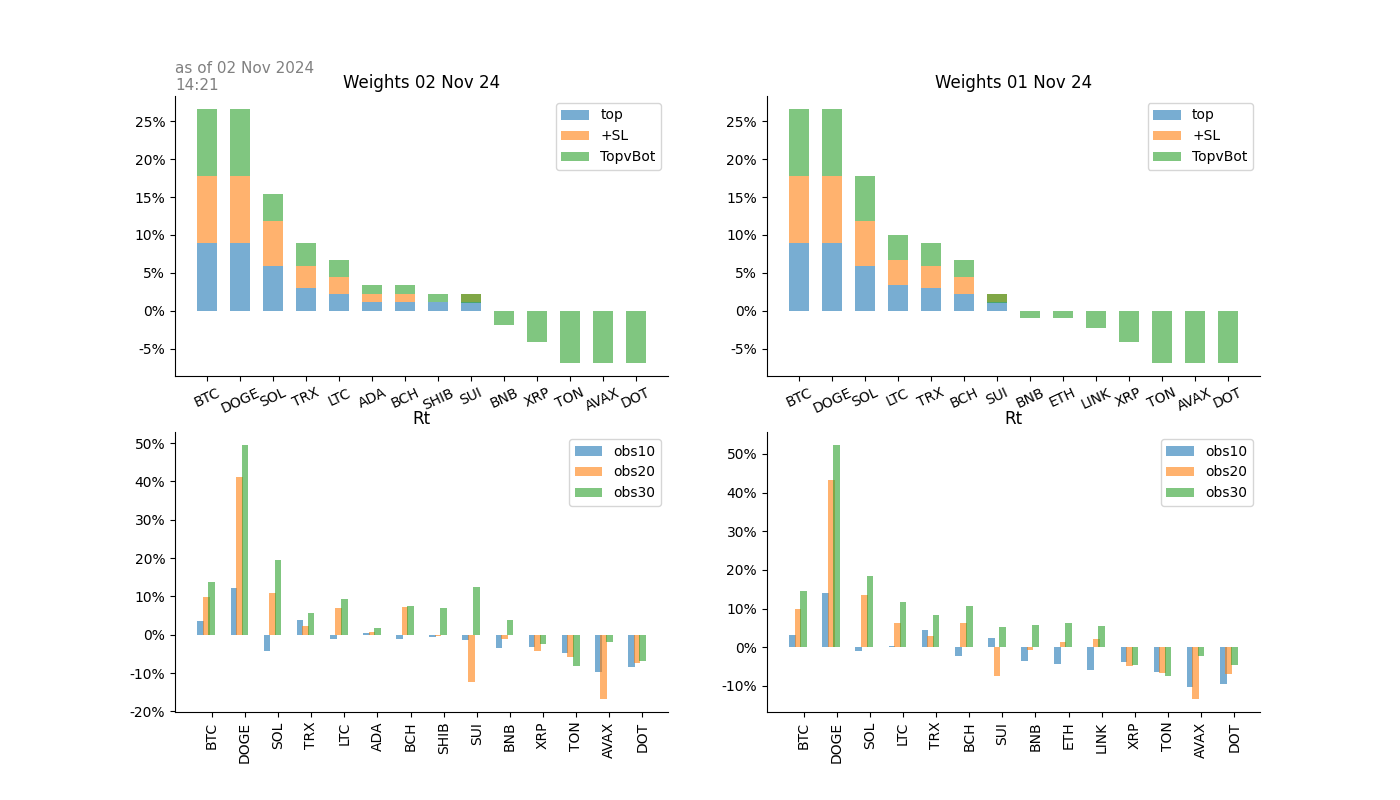 as of 02 Nov 2024
14:21
Weights 02 Nov 24
25%
20%
15%
10%
5%
0%
-5%
top
+SL
TopvBot
BTC DOGE SOL TRX LTC ADA BCH SHIB SUI BNB XRP TON AVAX DOT
Weights 01 Nov 24
25%
20%
15%
10%
5%
0%
-5%
top
+SL
TopvBot
BTC DOGE SOL LTC TRX BCH SUI BNB ETH LINK XRP TON AVAX DOT
Rt
50%
40%
30%
20%
10%
0%
-10%
-20%
obs10
obs20
obs30
BTC DOGE SOL TRX LTC ADA BCH SHIB SUI BNB XRP TON AVAX DOT
Rt
50%
40%
30%
20%
10%
0%
-10%
obs10
obs20
obs30
BTC DOGE SOL LTC TRX BCH SUI BNB ETH LINK XRP TON AVAX DOT